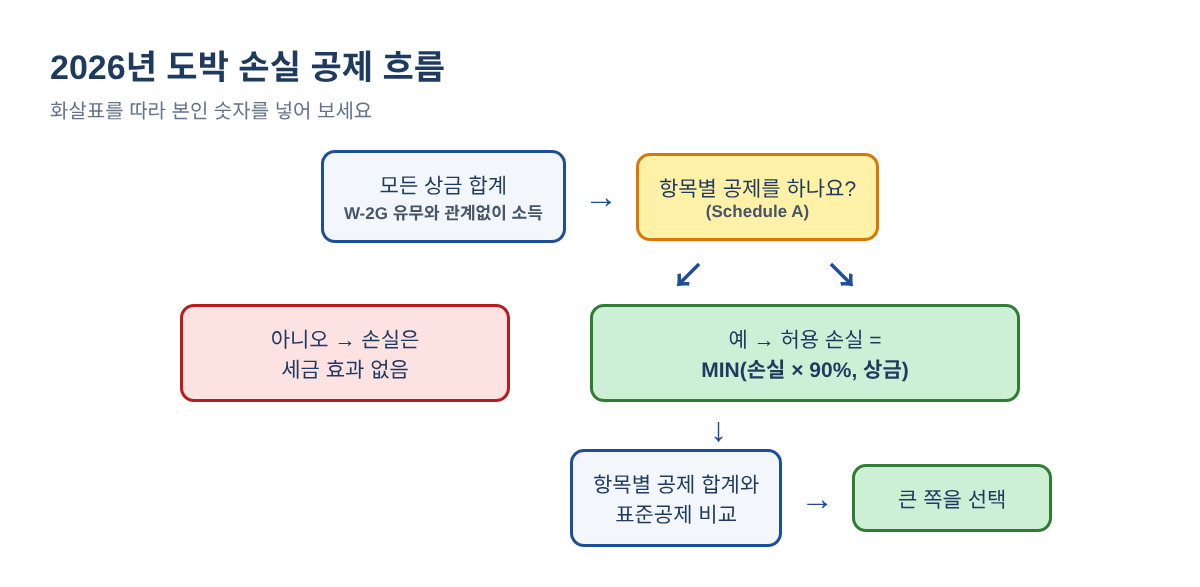 2026년 도박 손실 공제 흐름
화살표를 따라 본인 숫자를 넣어 보세요
모든 상금 합계
W-2G 유무와 관계없이 소득
→
항목별 공제를 하나요?
(Schedule A)
↙ ↘
아니오 → 손실은
세금 효과 없음
예 → 허용 손실 =
MIN(손실 × 90%, 상금)
↓
항목별 공제 합계와
표준공제 비교
→
큰 쪽을 선택